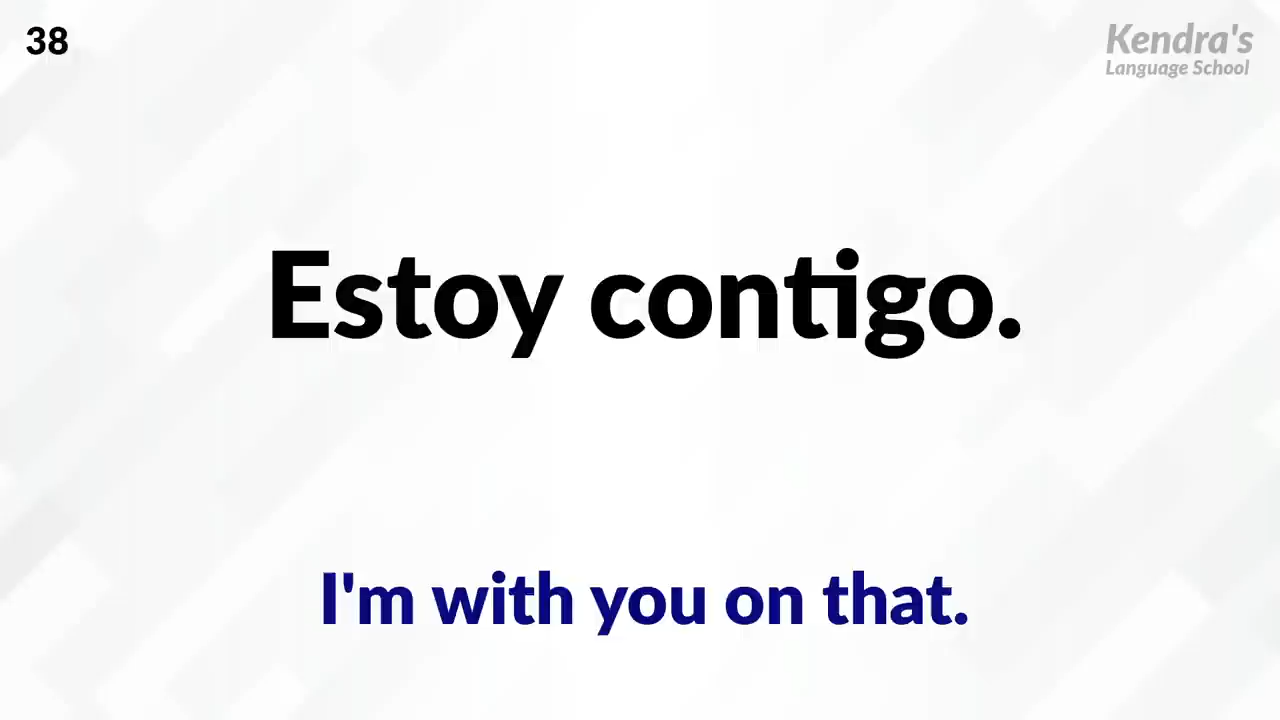 38
Kendra's
Language School
Estoy contigo.
I'm with you on that.